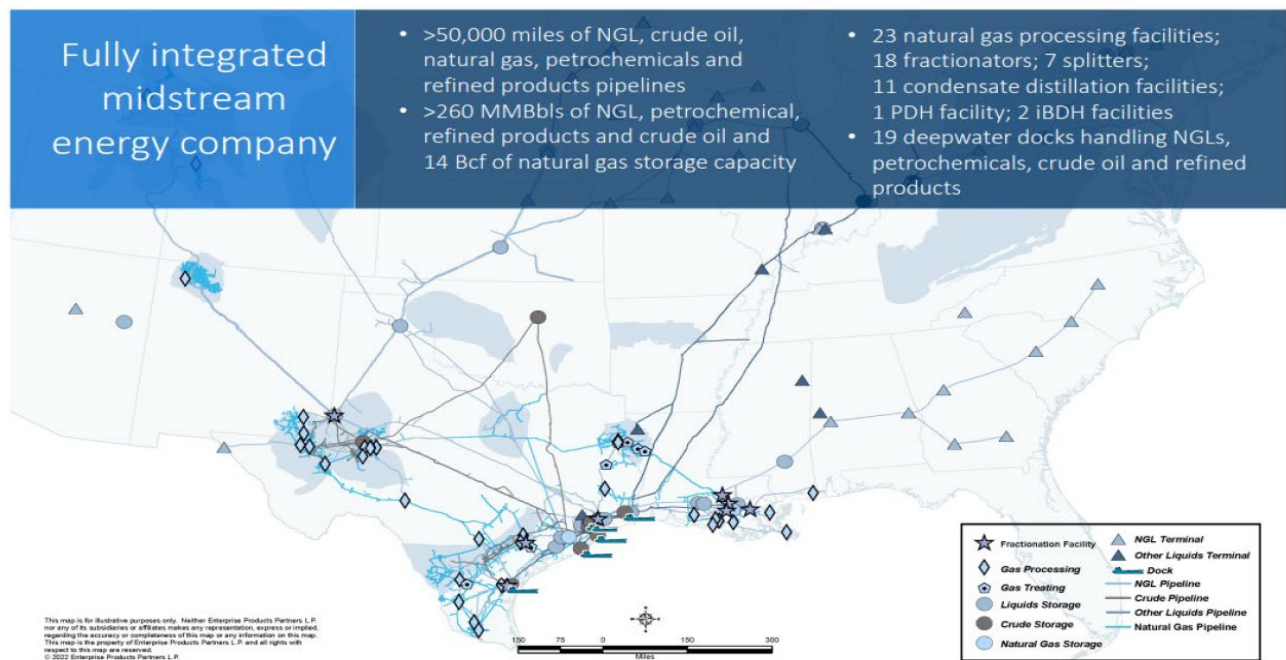 Fully integrated
midstream
energy company
• >50,000 miles of NGL, crude oil,
natural gas, petrochemicals and
refined products pipelines
• >260 MMBbls of NGL, petrochemical,
refined products and crude oil and
14 Bcf of natural gas storage capacity
• 23 natural gas processing facilities;
18 fractionators; 7 splitters;
11 condensate distillation facilities;
1 PDH facility; 2 iBDH facilities
• 19 deepwater docks handling NGLs,
petrochemicals, crude oil and refined
products
Fractionation Facility
Gas Processing
Gas Treating
Liquids Storage
Crude Storage
Natural Gas Storage
NGL Terminal
Other Liquids Terminal
Dock
NGL Pipeline
Crude Pipeline
Other Liquids Pipeline
Natural Gas Pipeline
This map is for illustrative purposes only. Neither Enterprise Products Partners L.P.
nor any of its subsidiaries or affiliates makes any representation, express or implied,
regarding the accuracy or completeness of this map or any information on this map.
This map is the property of Enterprise Products Partners L.P. and all rights with
respect to this map are reserved.
© 2022 Enterprise Products Partners L.P.
150 75 0 150 300
Miles